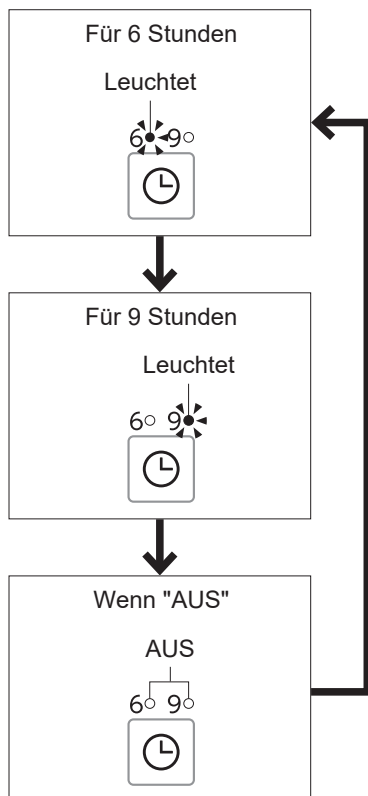 Für 6 Stunden
Leuchtet
6 9
Für 9 Stunden
Leuchtet
6 9
Wenn "AUS"
AUS
6 9